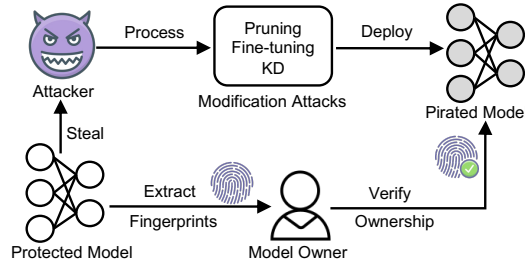 Process
Pruning
Fine-tuning
KD
Deploy
Attacker
Modification Attacks
Pirated Mode
Steal
Extract
Fingerprints
Verify
Ownership
Protected Model
Model Owner